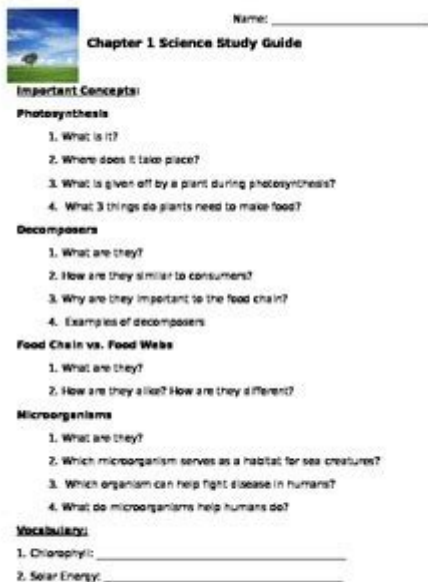 Name: ____________________
Chapter 1 Science Study Guide
Important Concepts:
Photosynthesis
1. What is it?
2. Where does it take place?
3. What is given off by a plant during photosynthesis?
4. What 3 things do plants need to make food?
Decomposers
1. What are they?
2. How are they similar to consumers?
3. Why are they important to the food chain?
4. Examples of decomposers
Food Chain vs. Food Webs
1. What are they?
2. How are they alike? How are they different?
Microorganisms
1. What are they?
2. Which microorganism serves as a habitat for sea creatures?
3. Which organism can help fight disease in humans?
4. What do microorganisms help humans do?
Vocabulary:
1. Chlorophyll: ____________________
2. Solar Energy: ____________________